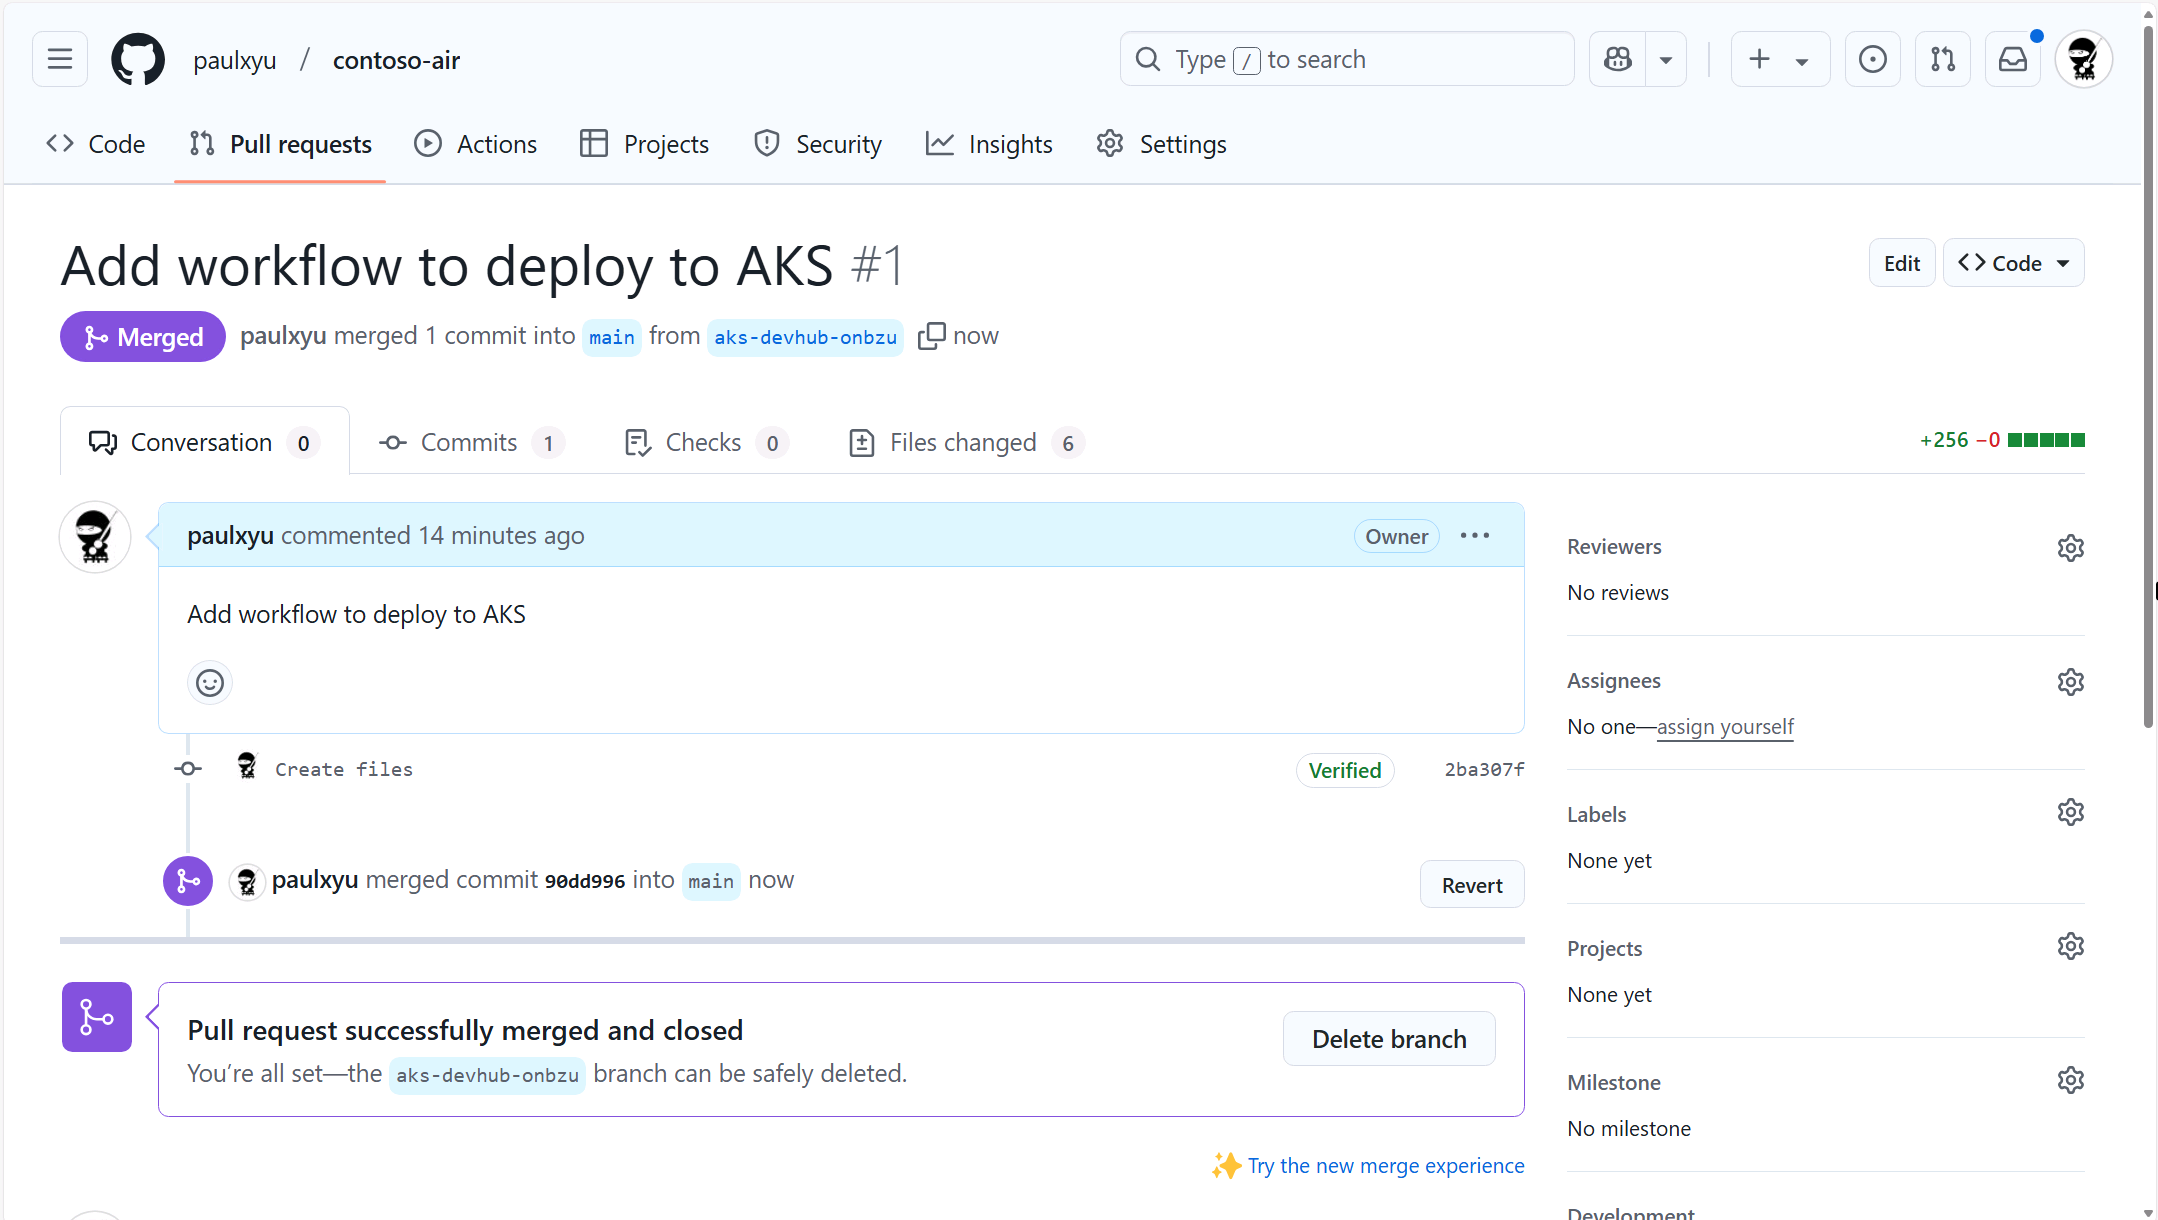 paulxyu / contoso-air
Type / to search
Code
Pull requests
Actions
Projects
Security
Insights
Settings
Add workflow to deploy to AKS #1
Edit
Code
Merged
paulxyu merged 1 commit into main from aks-devhub-onbzu now
Conversation 0
Commits 1
Checks 0
Files changed 6
+256 −0
paulxyu commented 14 minutes ago
Owner
Add workflow to deploy to AKS
Create files
Verified
2ba307f
paulxyu merged commit 90dd996 into main now
Revert
Pull request successfully merged and closed
You're all set—the aks-devhub-onbzu branch can be safely deleted.
Delete branch
Try the new merge experience
Reviewers
No reviews
Assignees
No one—assign yourself
Labels
None yet
Projects
None yet
Milestone
No milestone
Development